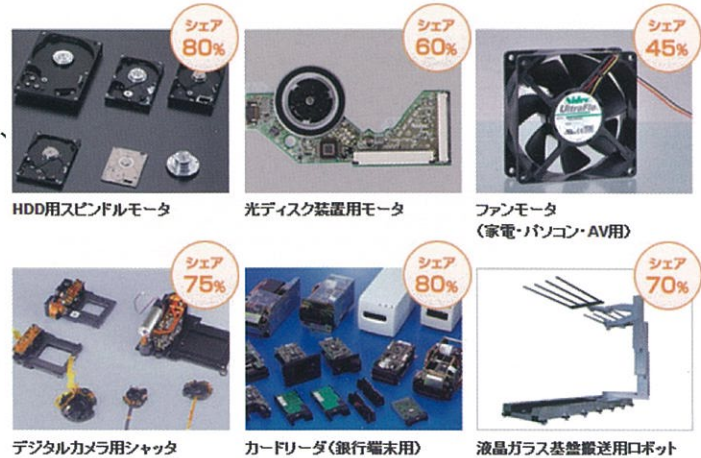 シェア
80%
シェア
60%
シェア
45%
UltraFlo
HDD用スピンドルモータ
光ディスク装置用モータ
ファンモータ
(家電・パソコン・AV用)
シェア
75%
シェア
80%
シェア
70%
デジタルカメラ用シャッタ
カードリーダ(銀行端末用)
液晶ガラス基盤搬送用ロボット